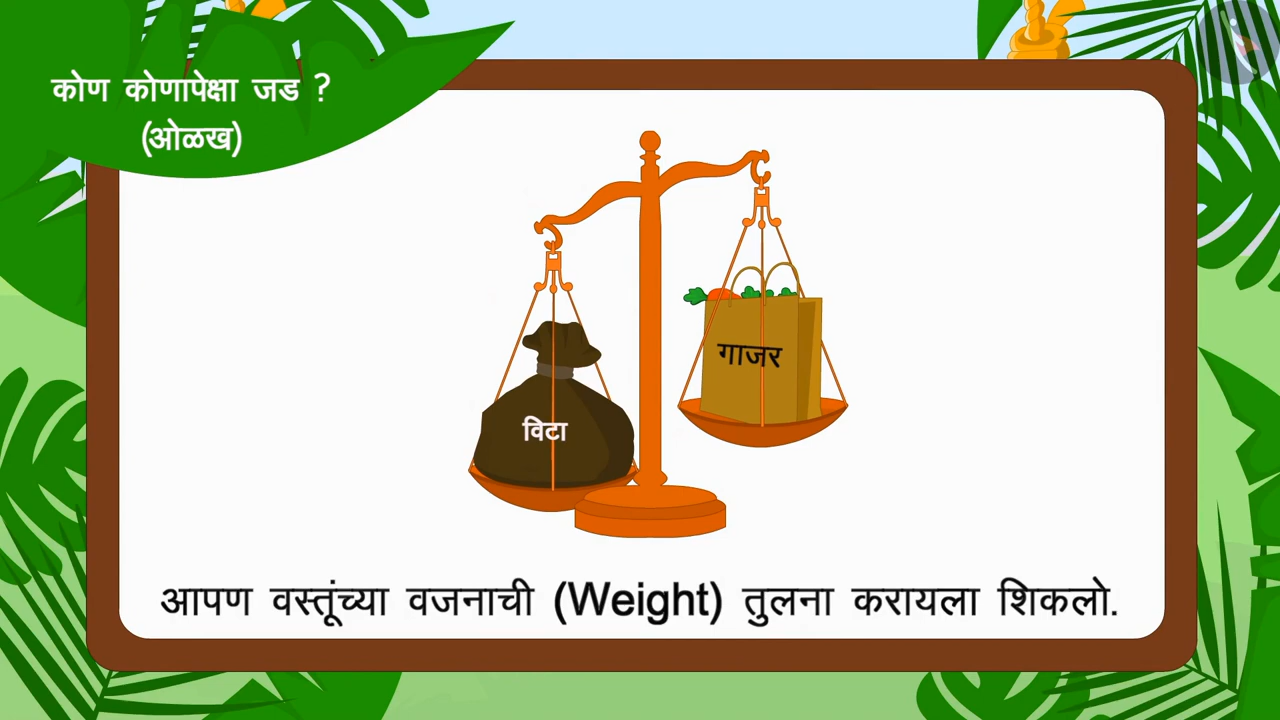 कोण कोणापेक्षा जड ?
(ओळख)
विटा
गाजर
आपण वस्तूंच्या वजनाची (Weight) तुलना करायला शिकलो.